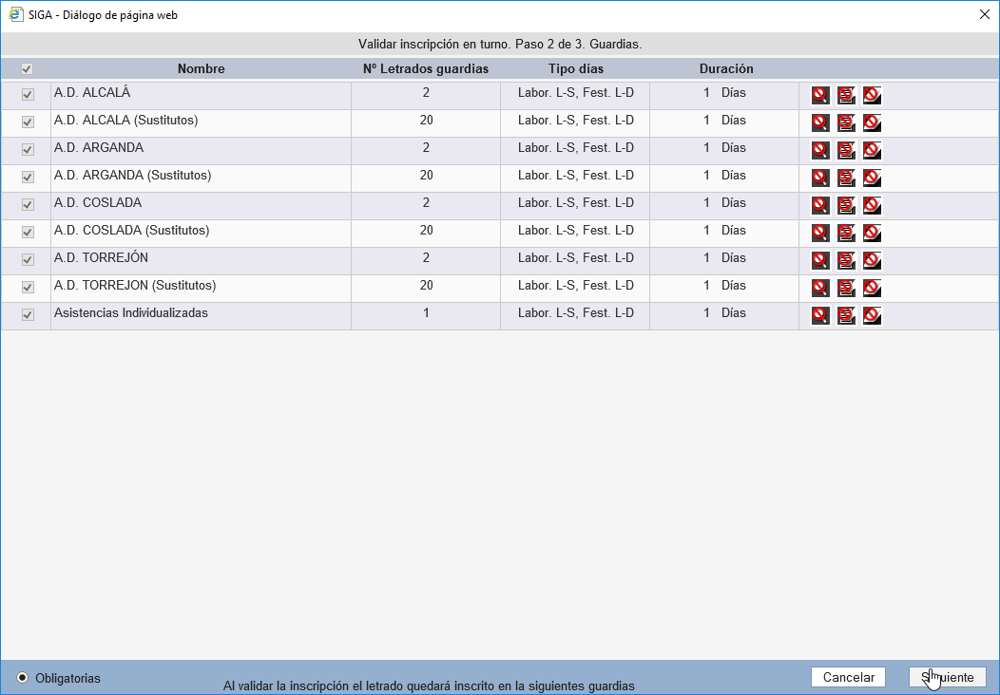 SIGA - Diálogo de página web
Validar inscripción en turno. Paso 2 de 3. Guardias.
Nombre Nº Letrados guardias Tipo días Duración
A.D. ALCALÁ 2 Labor. L-S, Fest. L-D 1 Días
A.D. ALCALA (Sustitutos) 20 Labor. L-S, Fest. L-D 1 Días
A.D. ARGANDA 2 Labor. L-S, Fest. L-D 1 Días
A.D. ARGANDA (Sustitutos) 20 Labor. L-S, Fest. L-D 1 Días
A.D. COSLADA 2 Labor. L-S, Fest. L-D 1 Días
A.D. COSLADA (Sustitutos) 20 Labor. L-S, Fest. L-D 1 Días
A.D. TORREJÓN 2 Labor. L-S, Fest. L-D 1 Días
A.D. TORREJON (Sustitutos) 20 Labor. L-S, Fest. L-D 1 Días
Asistencias Individualizadas 1 Labor. L-S, Fest. L-D 1 Días
Obligatorias
Al validar la inscripción el letrado quedará inscrito en la siguientes guardias
Cancelar Siguiente